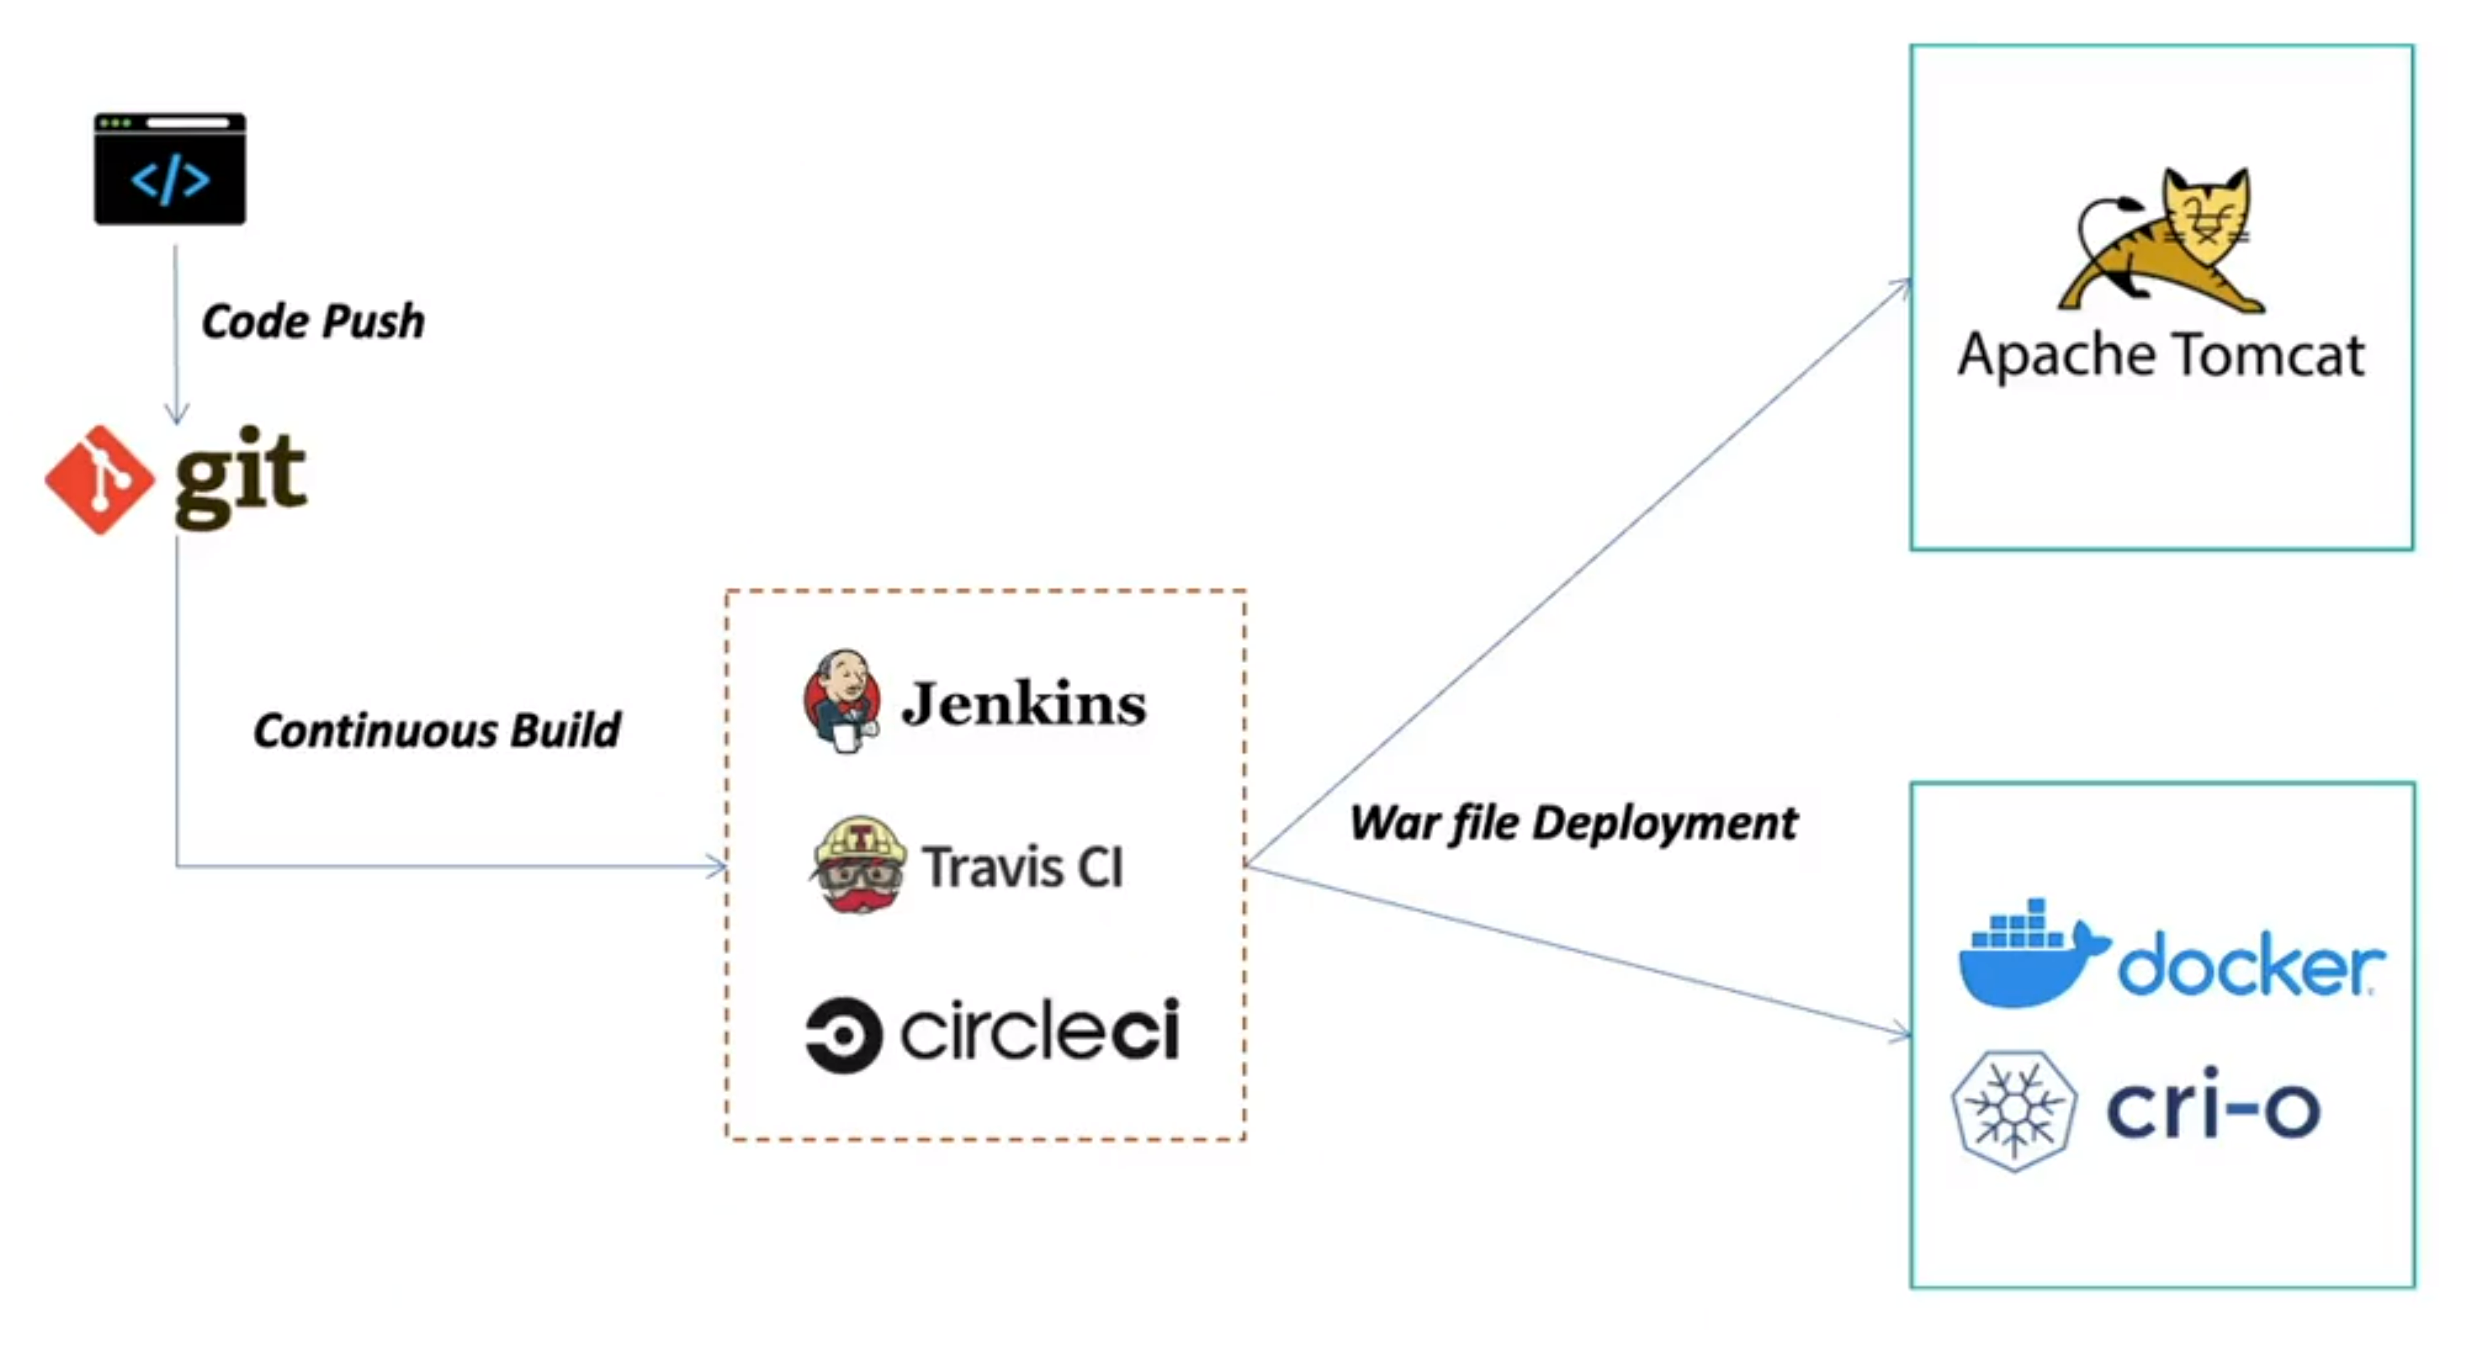 </>
Code Push
git
Continuous Build
Jenkins
Travis CI
circleci
War file Deployment
Apache Tomcat
docker
cri-o